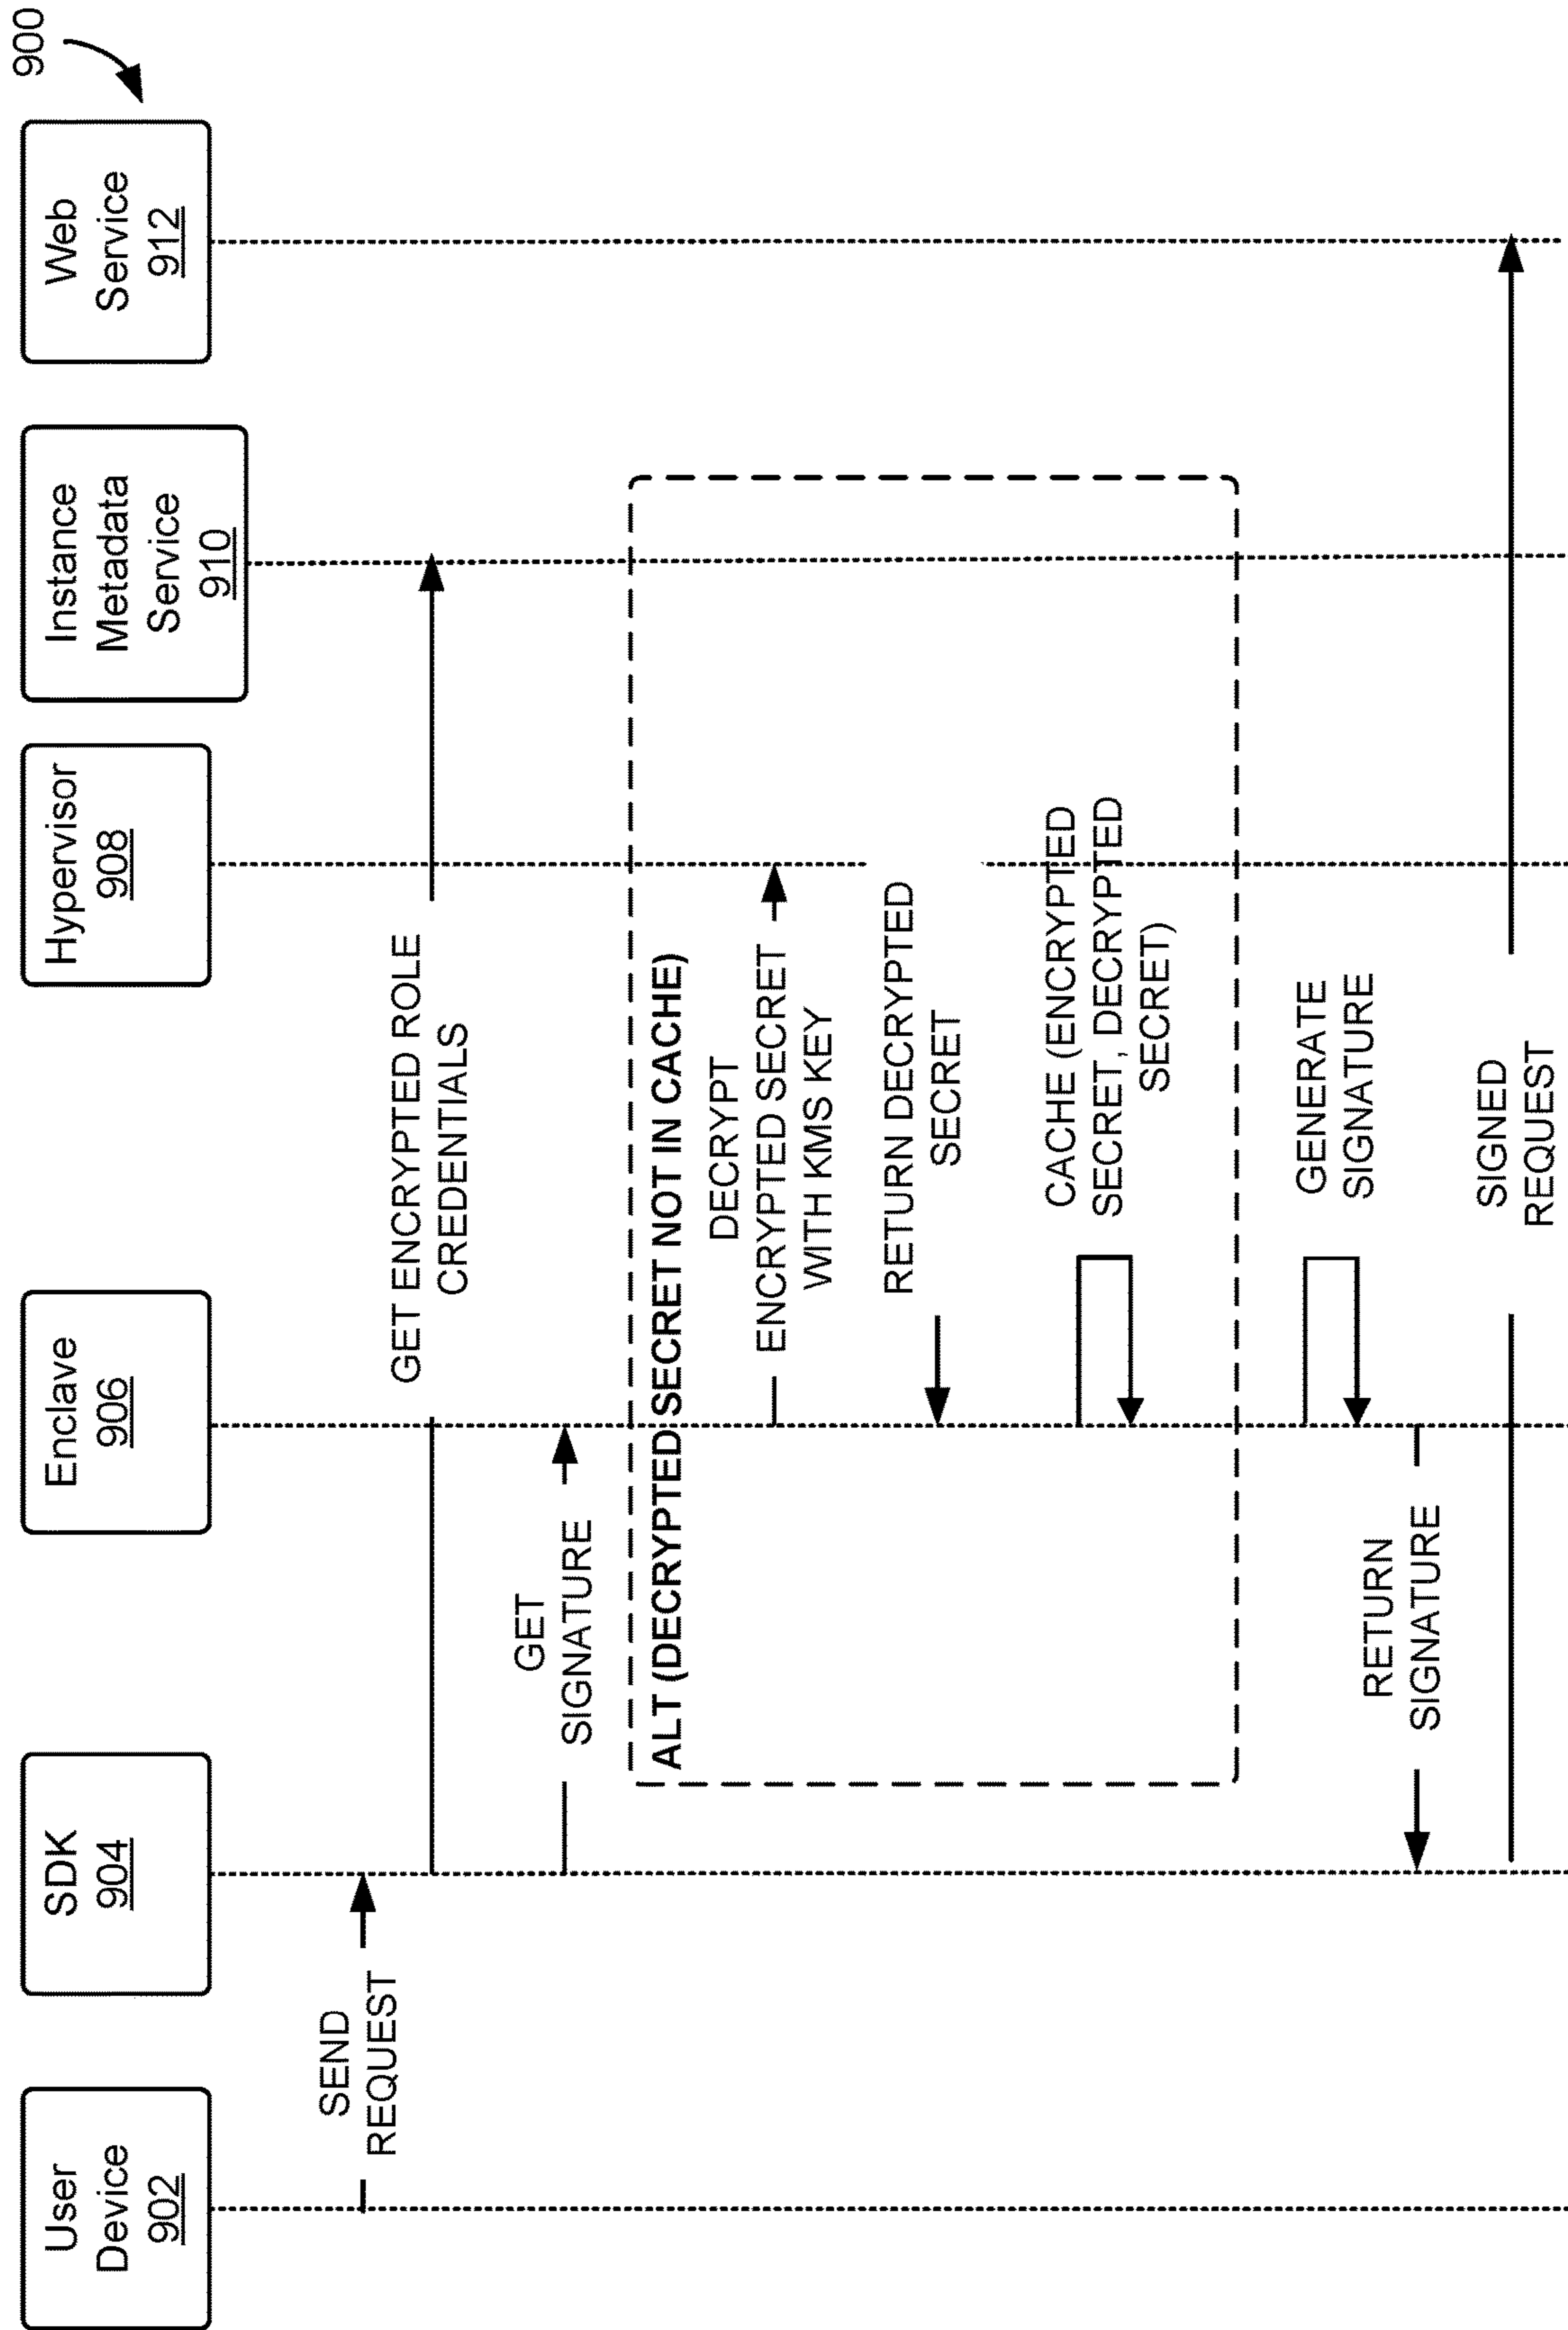 900
User
Device
902
SDK
904
Enclave
906
Hypervisor
908
Instance
Metadata
Service
910
Web
Service
912
SEND
REQUEST
GET ENCRYPTED ROLE
CREDENTIALS
GET
SIGNATURE
ALT (DECRYPTED SECRET NOT IN CACHE)
DECRYPT
ENCRYPTED SECRET
WITH KMS KEY
RETURN DECRYPTED
SECRET
CACHE (ENCRYPTED
SECRET, DECRYPTED
SECRET)
GENERATE
SIGNATURE
RETURN
SIGNATURE
SIGNED
REQUEST